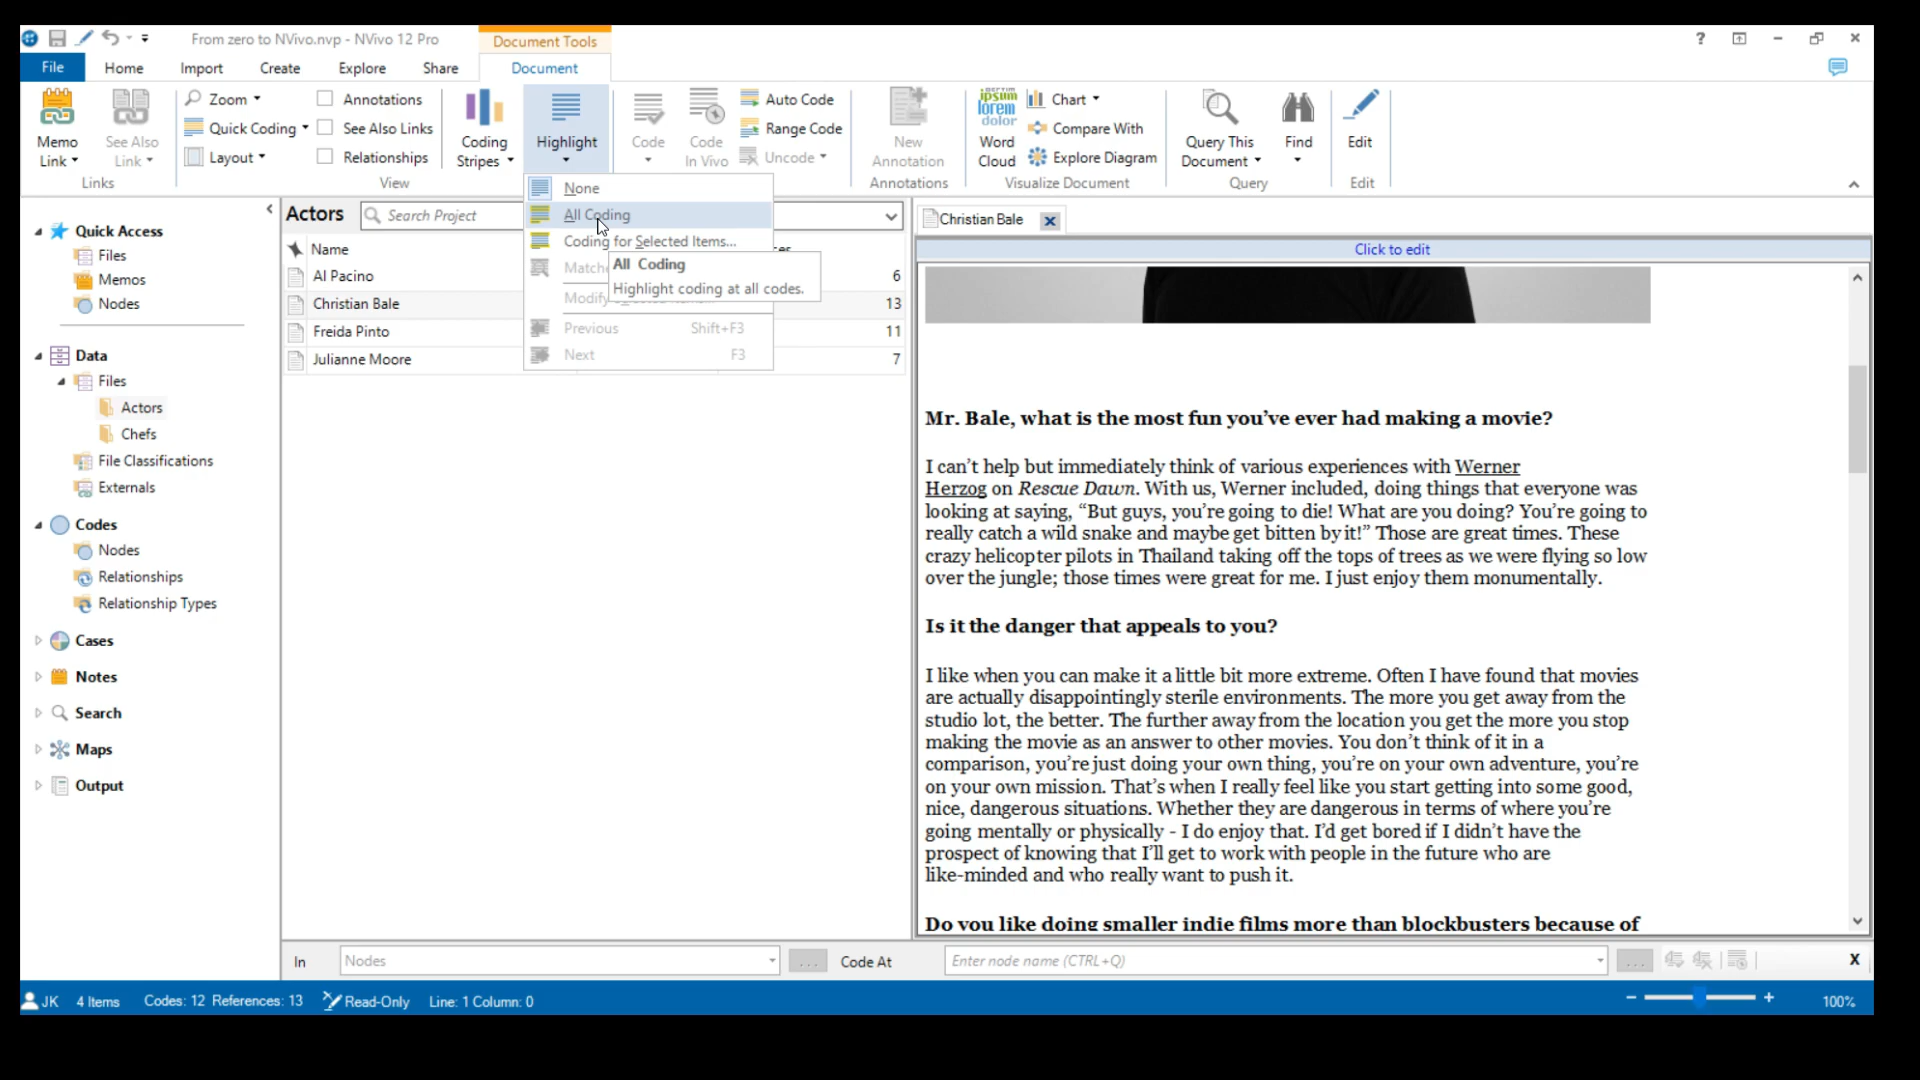 From zero to NVivo.nvp - NVivo 12 Pro
Document Tools
?
File
Home
Import
Create
Explore
Share
Document
Memo Link
See Also Link
Links
Zoom
Quick Coding
Layout
Annotations
See Also Links
Relationships
View
Coding Stripes
Highlight
Code
Code In Vivo
Auto Code
Range Code
Uncode
New Annotation
Annotations
ipsum lorem dolor
Word Cloud
Chart
Compare With
Explore Diagram
Visualize Document
Query This Document
Find
Query
Edit
Edit
None
All Coding
Coding for Selected Items...
All Coding
Highlight coding at all codes.
Previous Shift+F3
Next F3
Quick Access
Files
Memos
Nodes
Data
Files
Actors
Chefs
File Classifications
Externals
Codes
Nodes
Relationships
Relationship Types
Cases
Notes
Search
Maps
Output
Actors
Search Project
Name
Al Pacino 6
Christian Bale 13
Freida Pinto 11
Julianne Moore 7
Christian Bale
Click to edit
Mr. Bale, what is the most fun you've ever had making a movie?
I can't help but immediately think of various experiences with Werner
Herzog on Rescue Dawn. With us, Werner included, doing things that everyone was
looking at saying, "But guys, you're going to die! What are you doing? You're going to
really catch a wild snake and maybe get bitten by it!" Those are great times. These
crazy helicopter pilots in Thailand taking off the tops of trees as we were flying so low
over the jungle; those times were great for me. I just enjoy them monumentally.
Is it the danger that appeals to you?
I like when you can make it a little bit more extreme. Often I have found that movies
are actually disappointingly sterile environments. The more you get away from the
studio lot, the better. The further away from the location you get the more you stop
making the movie as an answer to other movies. You don't think of it in a
comparison, you're just doing your own thing, you're on your own adventure, you're
on your own mission. That's when I really feel like you start getting into some good,
nice, dangerous situations. Whether they are dangerous in terms of where you're
going mentally or physically - I do enjoy that. I'd get bored if I didn't have the
prospect of knowing that I'll get to work with people in the future who are
like-minded and who really want to push it.
Do you like doing smaller indie films more than blockbusters because of
In
Nodes
...
Code At
Enter node name (CTRL+Q)
...
X
JK
4 Items
Codes: 12 References: 13
Read-Only
Line: 1 Column: 0
100%